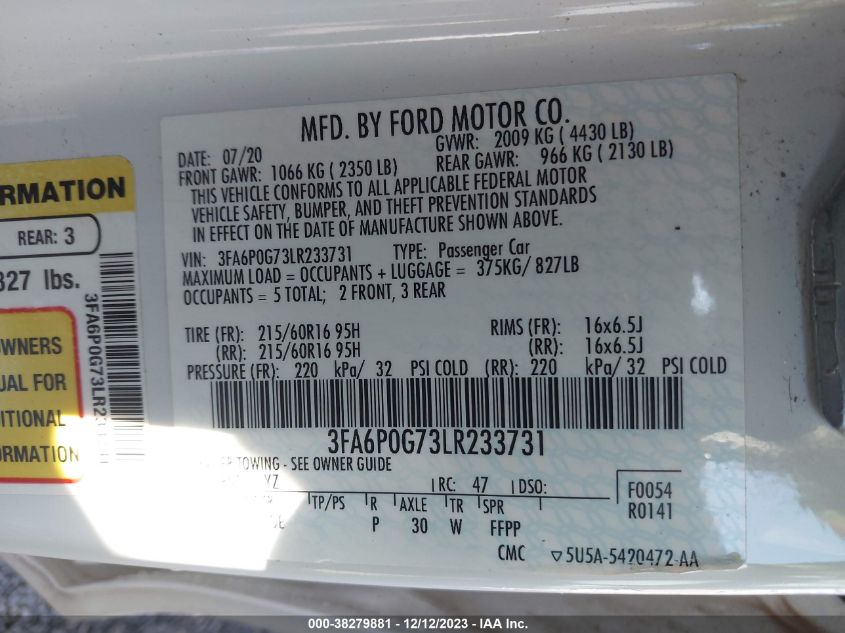 MFD. BY FORD MOTOR CO.
DATE: 07/20
GVWR: 2009 KG ( 4430 LB)
FRONT GAWR: 1066 KG ( 2350 LB)
REAR GAWR: 966 KG ( 2130 LB)
THIS VEHICLE CONFORMS TO ALL APPLICABLE FEDERAL MOTOR
VEHICLE SAFETY, BUMPER, AND THEFT PREVENTION STANDARDS
IN EFFECT ON THE DATE OF MANUFACTURE SHOWN ABOVE.
VIN: 3FA6P0G73LR233731 TYPE: Passenger Car
MAXIMUM LOAD = OCCUPANTS + LUGGAGE = 375KG/ 827LB
OCCUPANTS = 5 TOTAL; 2 FRONT, 3 REAR
TIRE (FR): 215/60R16 95H RIMS (FR): 16x6.5J
(RR): 215/60R16 95H (RR): 16x6.5J
PRESSURE (FR): 220 kPa/ 32 PSI COLD (RR): 220 kPa/ 32 PSI COLD
3FA6P0G73LR233731
TOWING - SEE OWNER GUIDE
YZ RC: 47 DSO:
TP/PS R AXLE TR SPR
P 30 W FFPP
F0054
R0141
CMC ▽5U5A-5420472-AA
RMATION
REAR: 3
827 lbs.
OWNERS
UAL FOR
DITIONAL
ORMATION
000-38279881 - 12/12/2023 - IAA Inc.